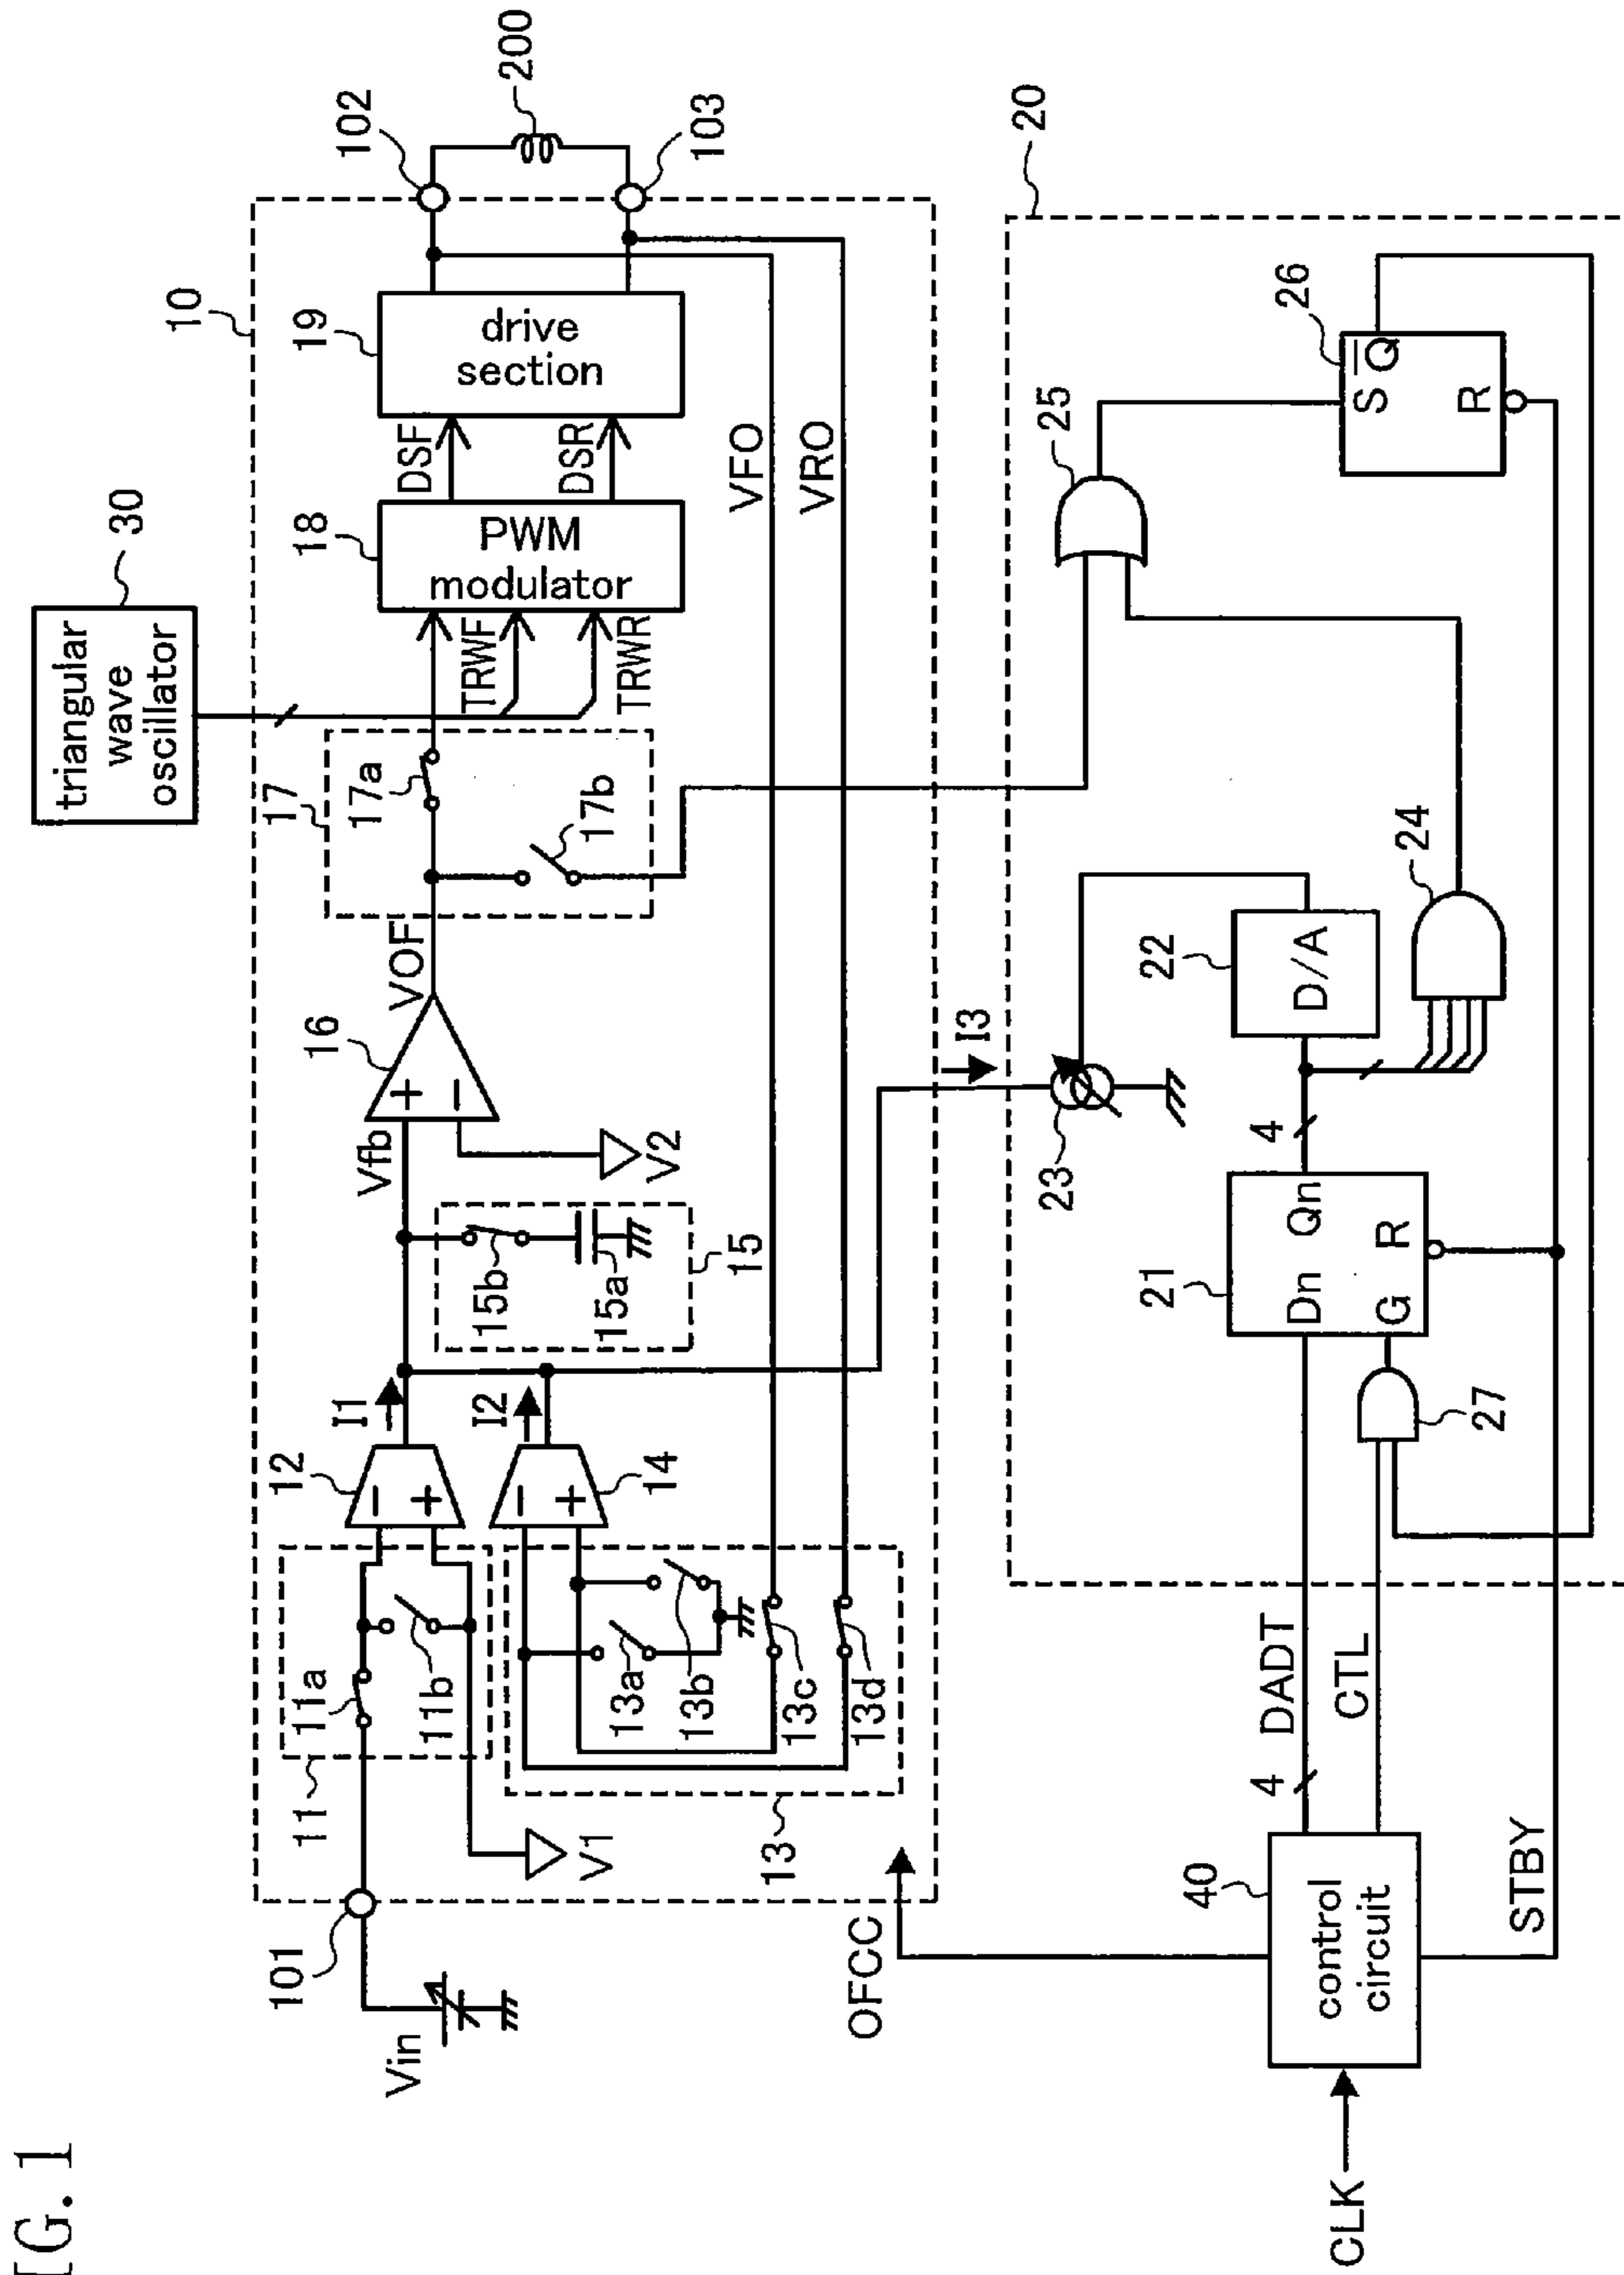 IG. 1
triangular
wave
oscillator
30
10
17
17a
17b
VOF
16
+
−
Vfb
V2
15b
15a
15
I1
12
−
+
I2
14
−
+
11a
11b
11
V1
13a
13b
13c
13d
13
101
Vin
TRWF
TRWR
18
PWM
modulator
DSF
DSR
19
drive
section
102
103
200
VFO
VRO
I3
20
23
22
D/A
24
25
26
S
Q
R
4
21
Dn
Qn
G
R
27
DADT
4
CTL
STBY
40
control
circuit
OFCC
CLK